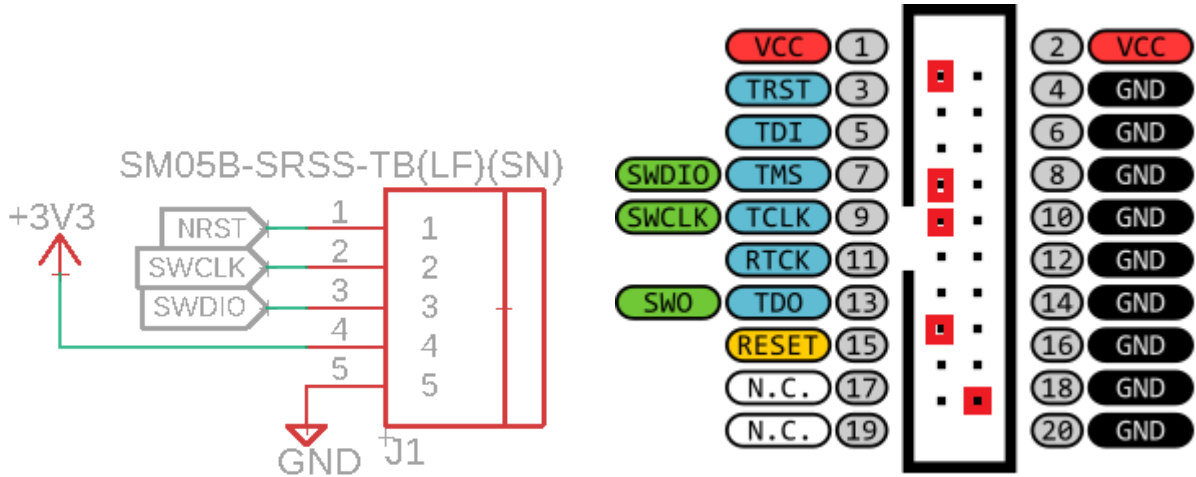 SM05B-SRSS-TB(LF)(SN)
+3V3
NRST 1 1
SWCLK 2 2
SWDIO 3 3
4 4
5 5
GND
J1
VCC 1 2 VCC
TRST 3 4 GND
TDI 5 6 GND
SWDIO TMS 7 8 GND
SWCLK TCLK 9 10 GND
RTCK 11 12 GND
SWO TDO 13 14 GND
RESET 15 16 GND
N.C. 17 18 GND
N.C. 19 20 GND